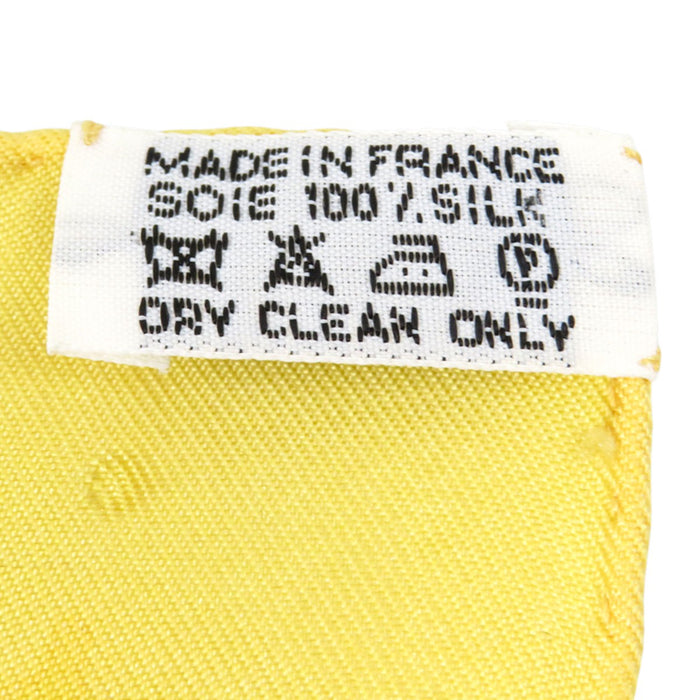 MADE IN FRANCE
SOIE 100% SILK
P
DRY CLEAN ONLY